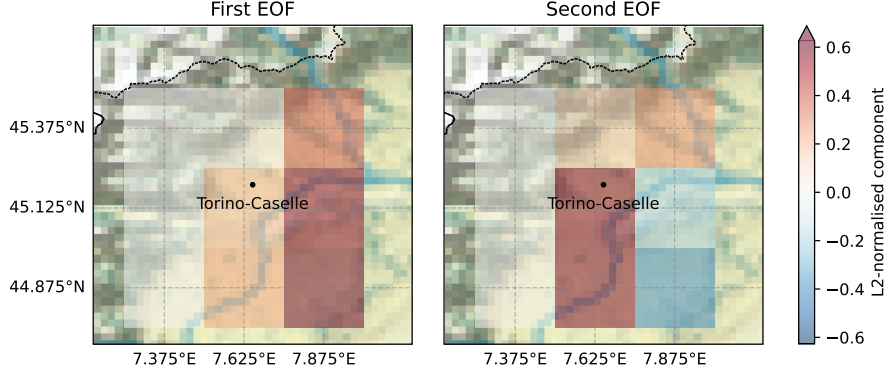 First EOF
Second EOF
45.375°N
45.125°N
44.875°N
Torino-Caselle
Torino-Caselle
7.375°E 7.625°E 7.875°E
7.375°E 7.625°E 7.875°E
0.6
0.4
0.2
0.0
−0.2
−0.4
−0.6
L2-normalised component